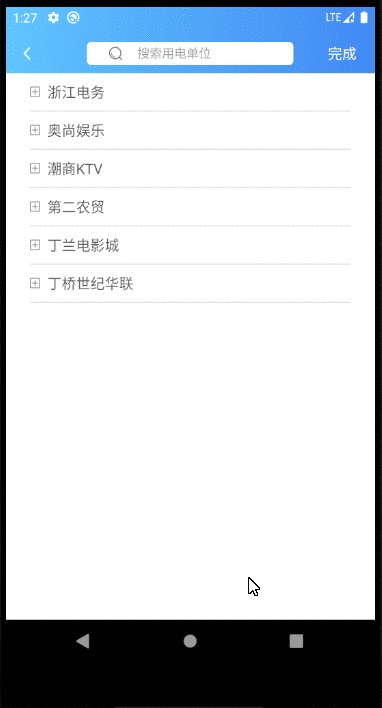 1:27 LTE
搜索用电单位 完成
浙江电务
奥尚娱乐
潮商KTV
第二农贸
丁兰电影城
丁桥世纪华联